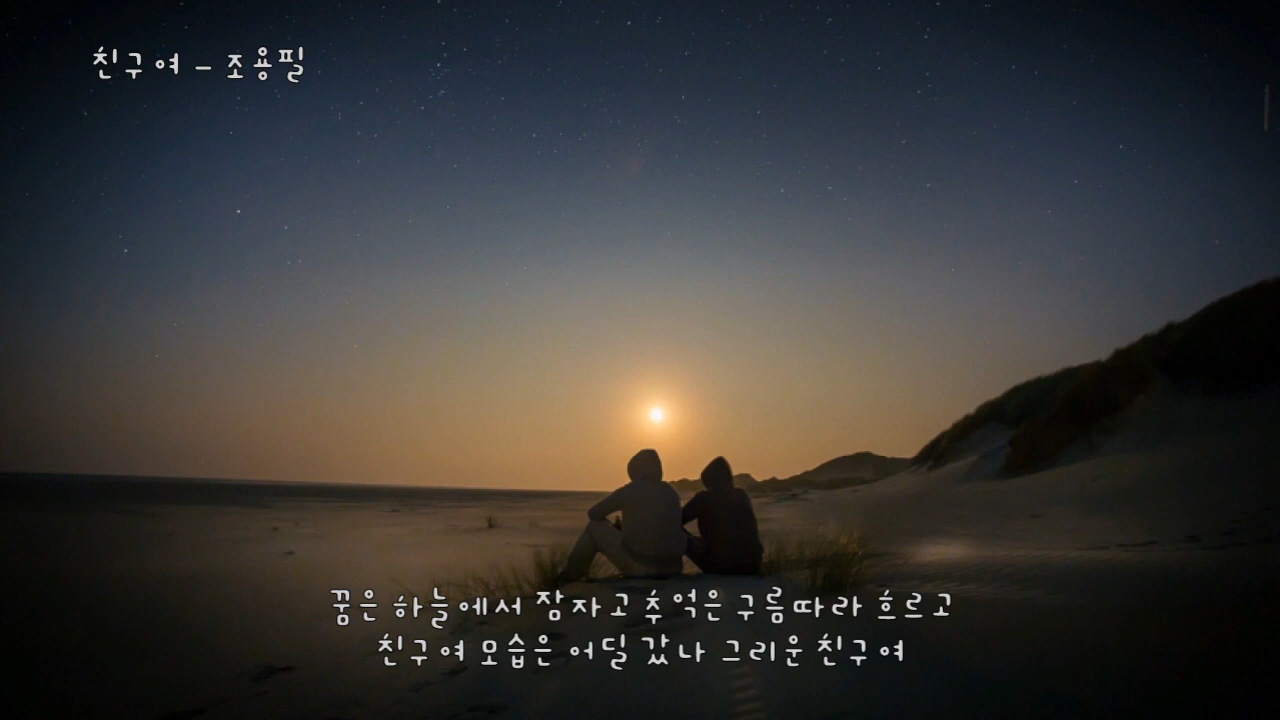 친구여 – 조용필
꿈은 하늘에서 잠자고 추억은 구름따라 흐르고
친구여 모습은 어딜 갔나 그리운 친구여